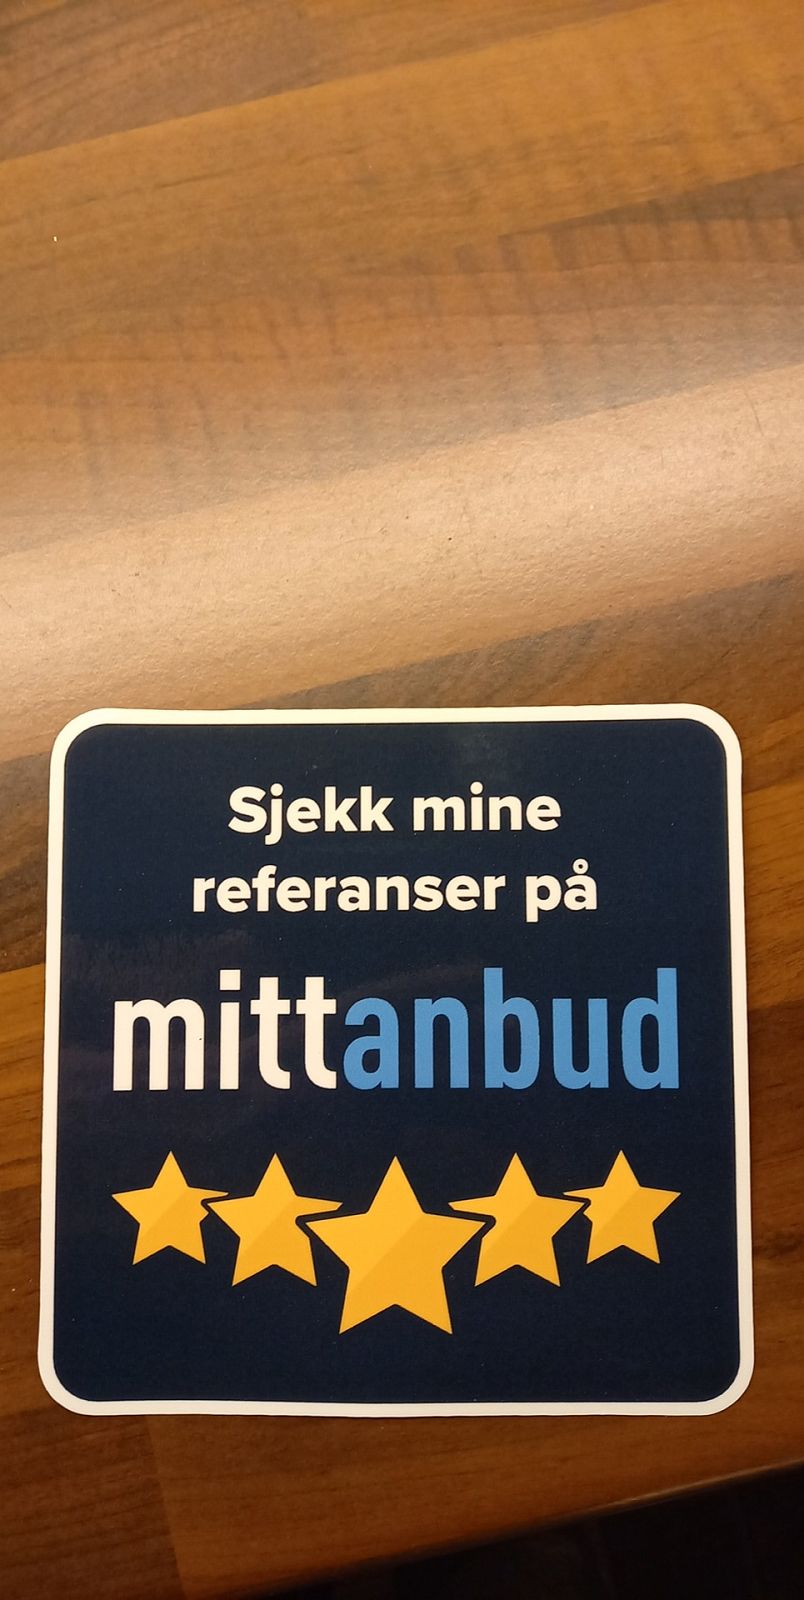 Sjekk mine
referanser på
mittanbud